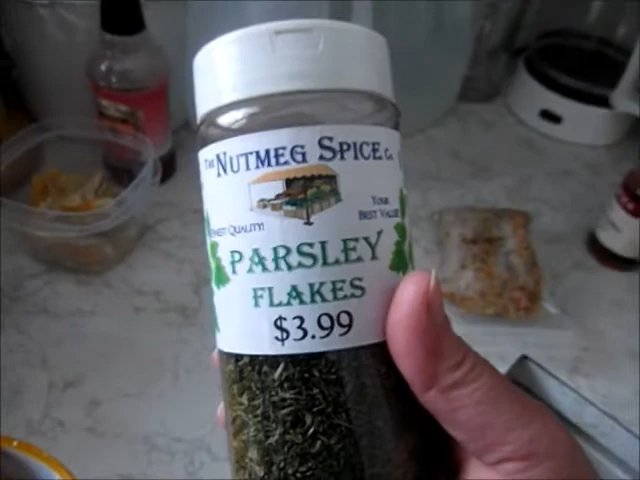 THE NUTMEG SPICE Co.
FINEST QUALITY!
YOUR
BEST VALUE
PARSLEY
FLAKES
$3.99